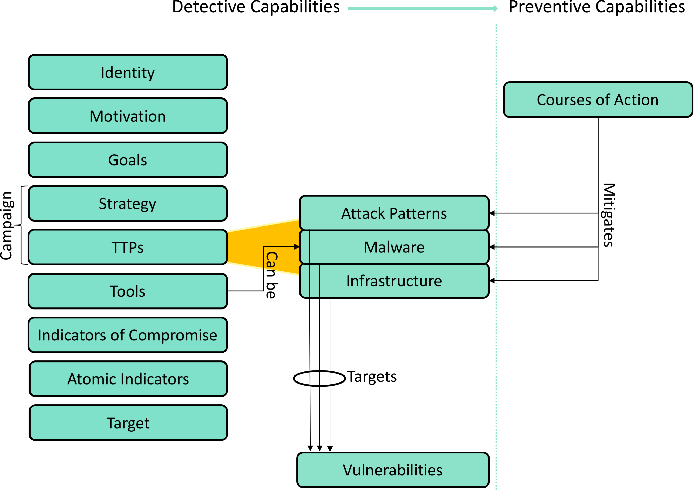 Detective Capabilities
Preventive Capabilities
Identity
Motivation
Goals
Strategy
TTPs
Tools
Indicators of Compromise
Atomic Indicators
Target
Campaign
Can be
Attack Patterns
Malware
Infrastructure
Targets
Vulnerabilities
Courses of Action
Mitigates